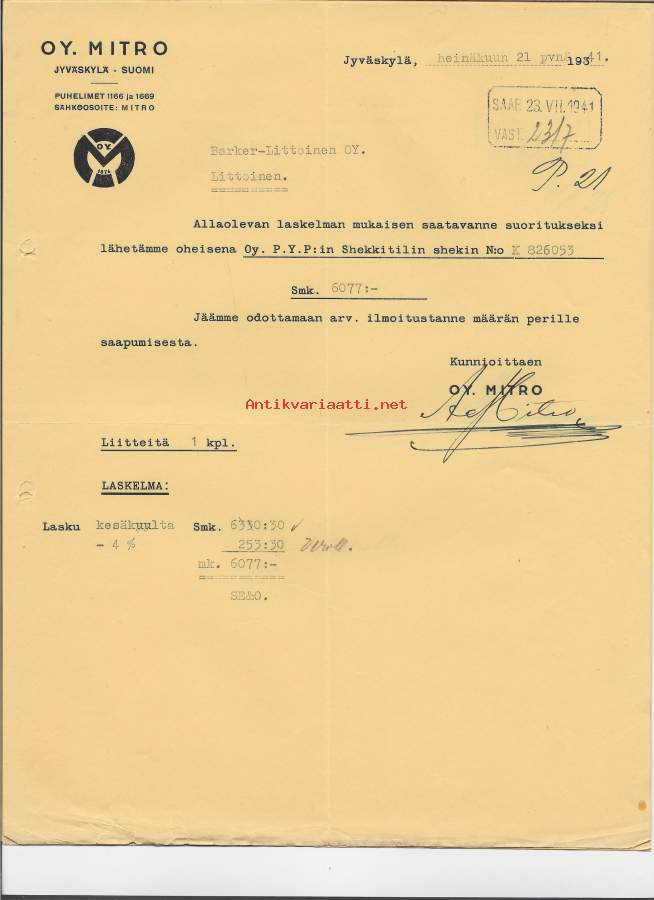 OY. MITRO
JYVÄSKYLÄ - SUOMI
PUHELIMET 1166 ja 1669
SÄHKÖOSOITE: MITRO
OY.
M
1924
Jyväskylä, heinäkuun 21 pvnä 193 41.
SAAP. 23. VII. 1941
VAST. 23/7
P. 21
Barker-Littoinen OY.
Littoinen.
Allaolevan laskelman mukaisen saatavanne suoritukseksi
lähetämme oheisena Oy. P.Y.P:in Shekkitilin shekin N:o K 826053
Smk. 6077:-
Jäämme odottamaan arv. ilmoitustanne määrän perille
saapumisesta.
Kunnioittaen
OY. MITRO
Antikvariaatti.net
Liitteitä 1 kpl.
LASKELMA:
Lasku kesäkuulta Smk. 6330:30
- 4 % 253:30
mk. 6077:-
SE&O.